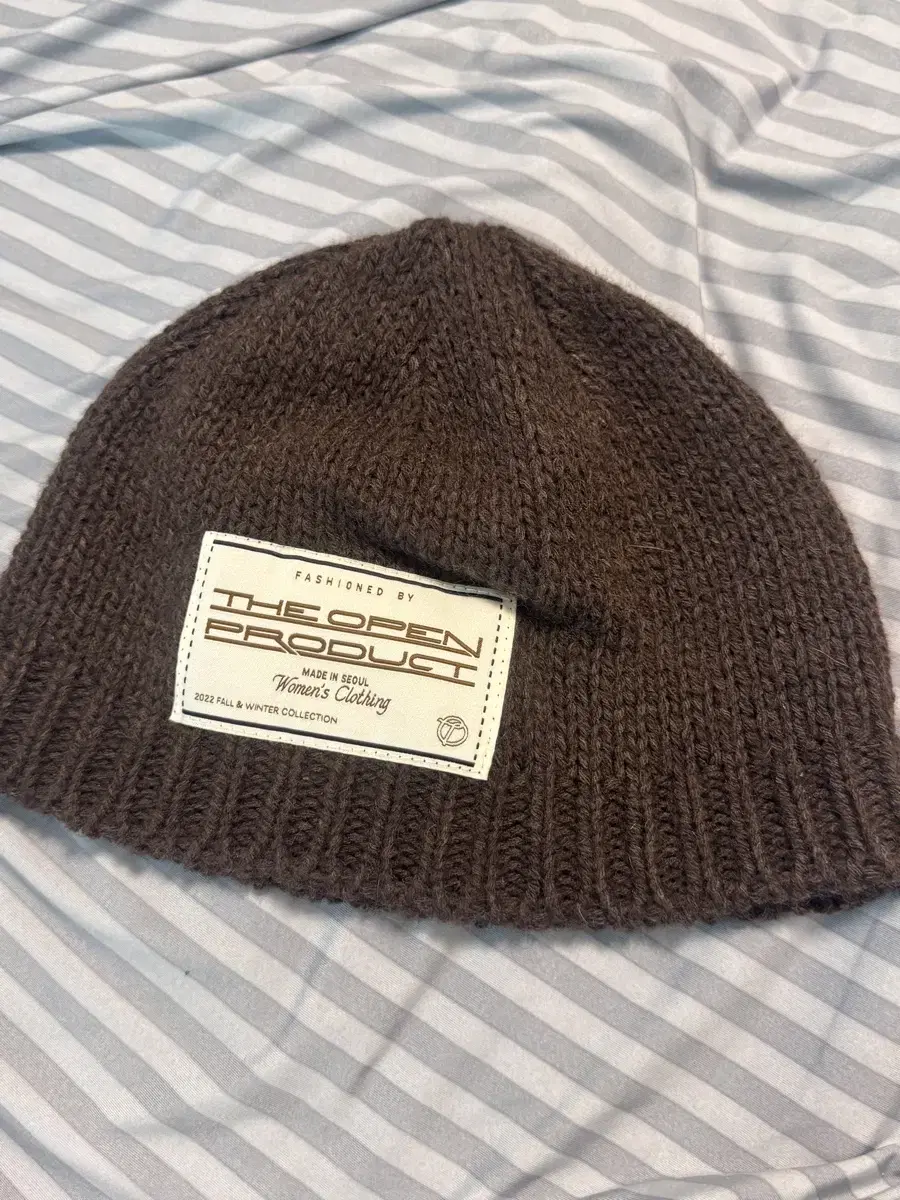 FASHIONED BY
THE OPEN
PRODUCT
MADE IN SEOUL
Women's Clothing
2022 FALL & WINTER COLLECTION